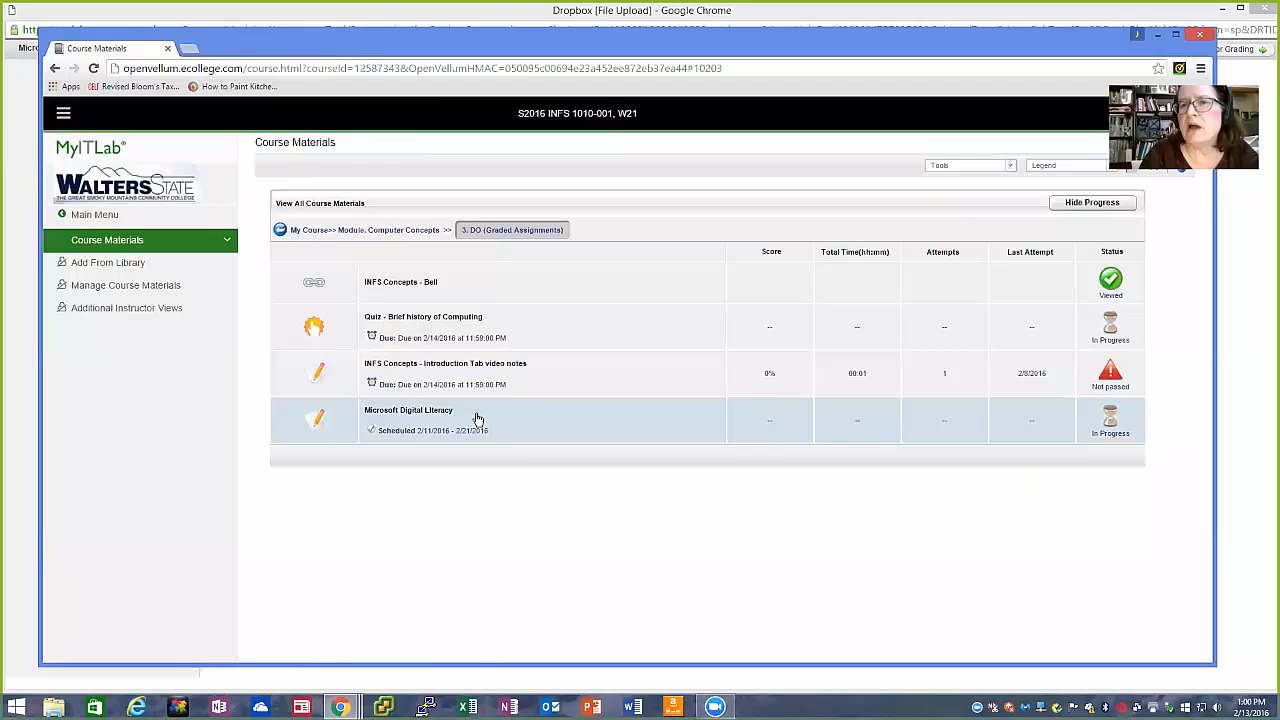 Dropbox [File Upload] - Google Chrome
Course Materials
openvellum.ecollege.com/course.html?courseId=12587343&OpenVellumHMAC=050095c00694e23a452ee872eb37ea44#10203
Apps
Revised Bloom's Tax...
How to Paint Kitche...
S2016 INFS 1010-001, W21
MyITLab®
WALTERS STATE
THE GREAT SMOKY MOUNTAINS COMMUNITY COLLEGE
Main Menu
Course Materials
Add From Library
Manage Course Materials
Additional Instructor Views
Course Materials
Tools
Legend
View All Course Materials
Hide Progress
My Course>> Module. Computer Concepts >> 3. DO (Graded Assignments)
Score Total Time(hh:mm) Attempts Last Attempt Status
INFS Concepts - Bell
Viewed
Quiz - Brief history of Computing
Due: Due on 2/14/2016 at 11:59:00 PM
-- -- -- --
In Progress
INFS Concepts - Introduction Tab video notes
Due: Due on 2/14/2016 at 11:59:00 PM
0% 00:01 1 2/8/2016
Not passed
Microsoft Digital Literacy
Scheduled 2/11/2016 - 2/21/2016
-- -- -- --
In Progress
1:00 PM
2/13/2016